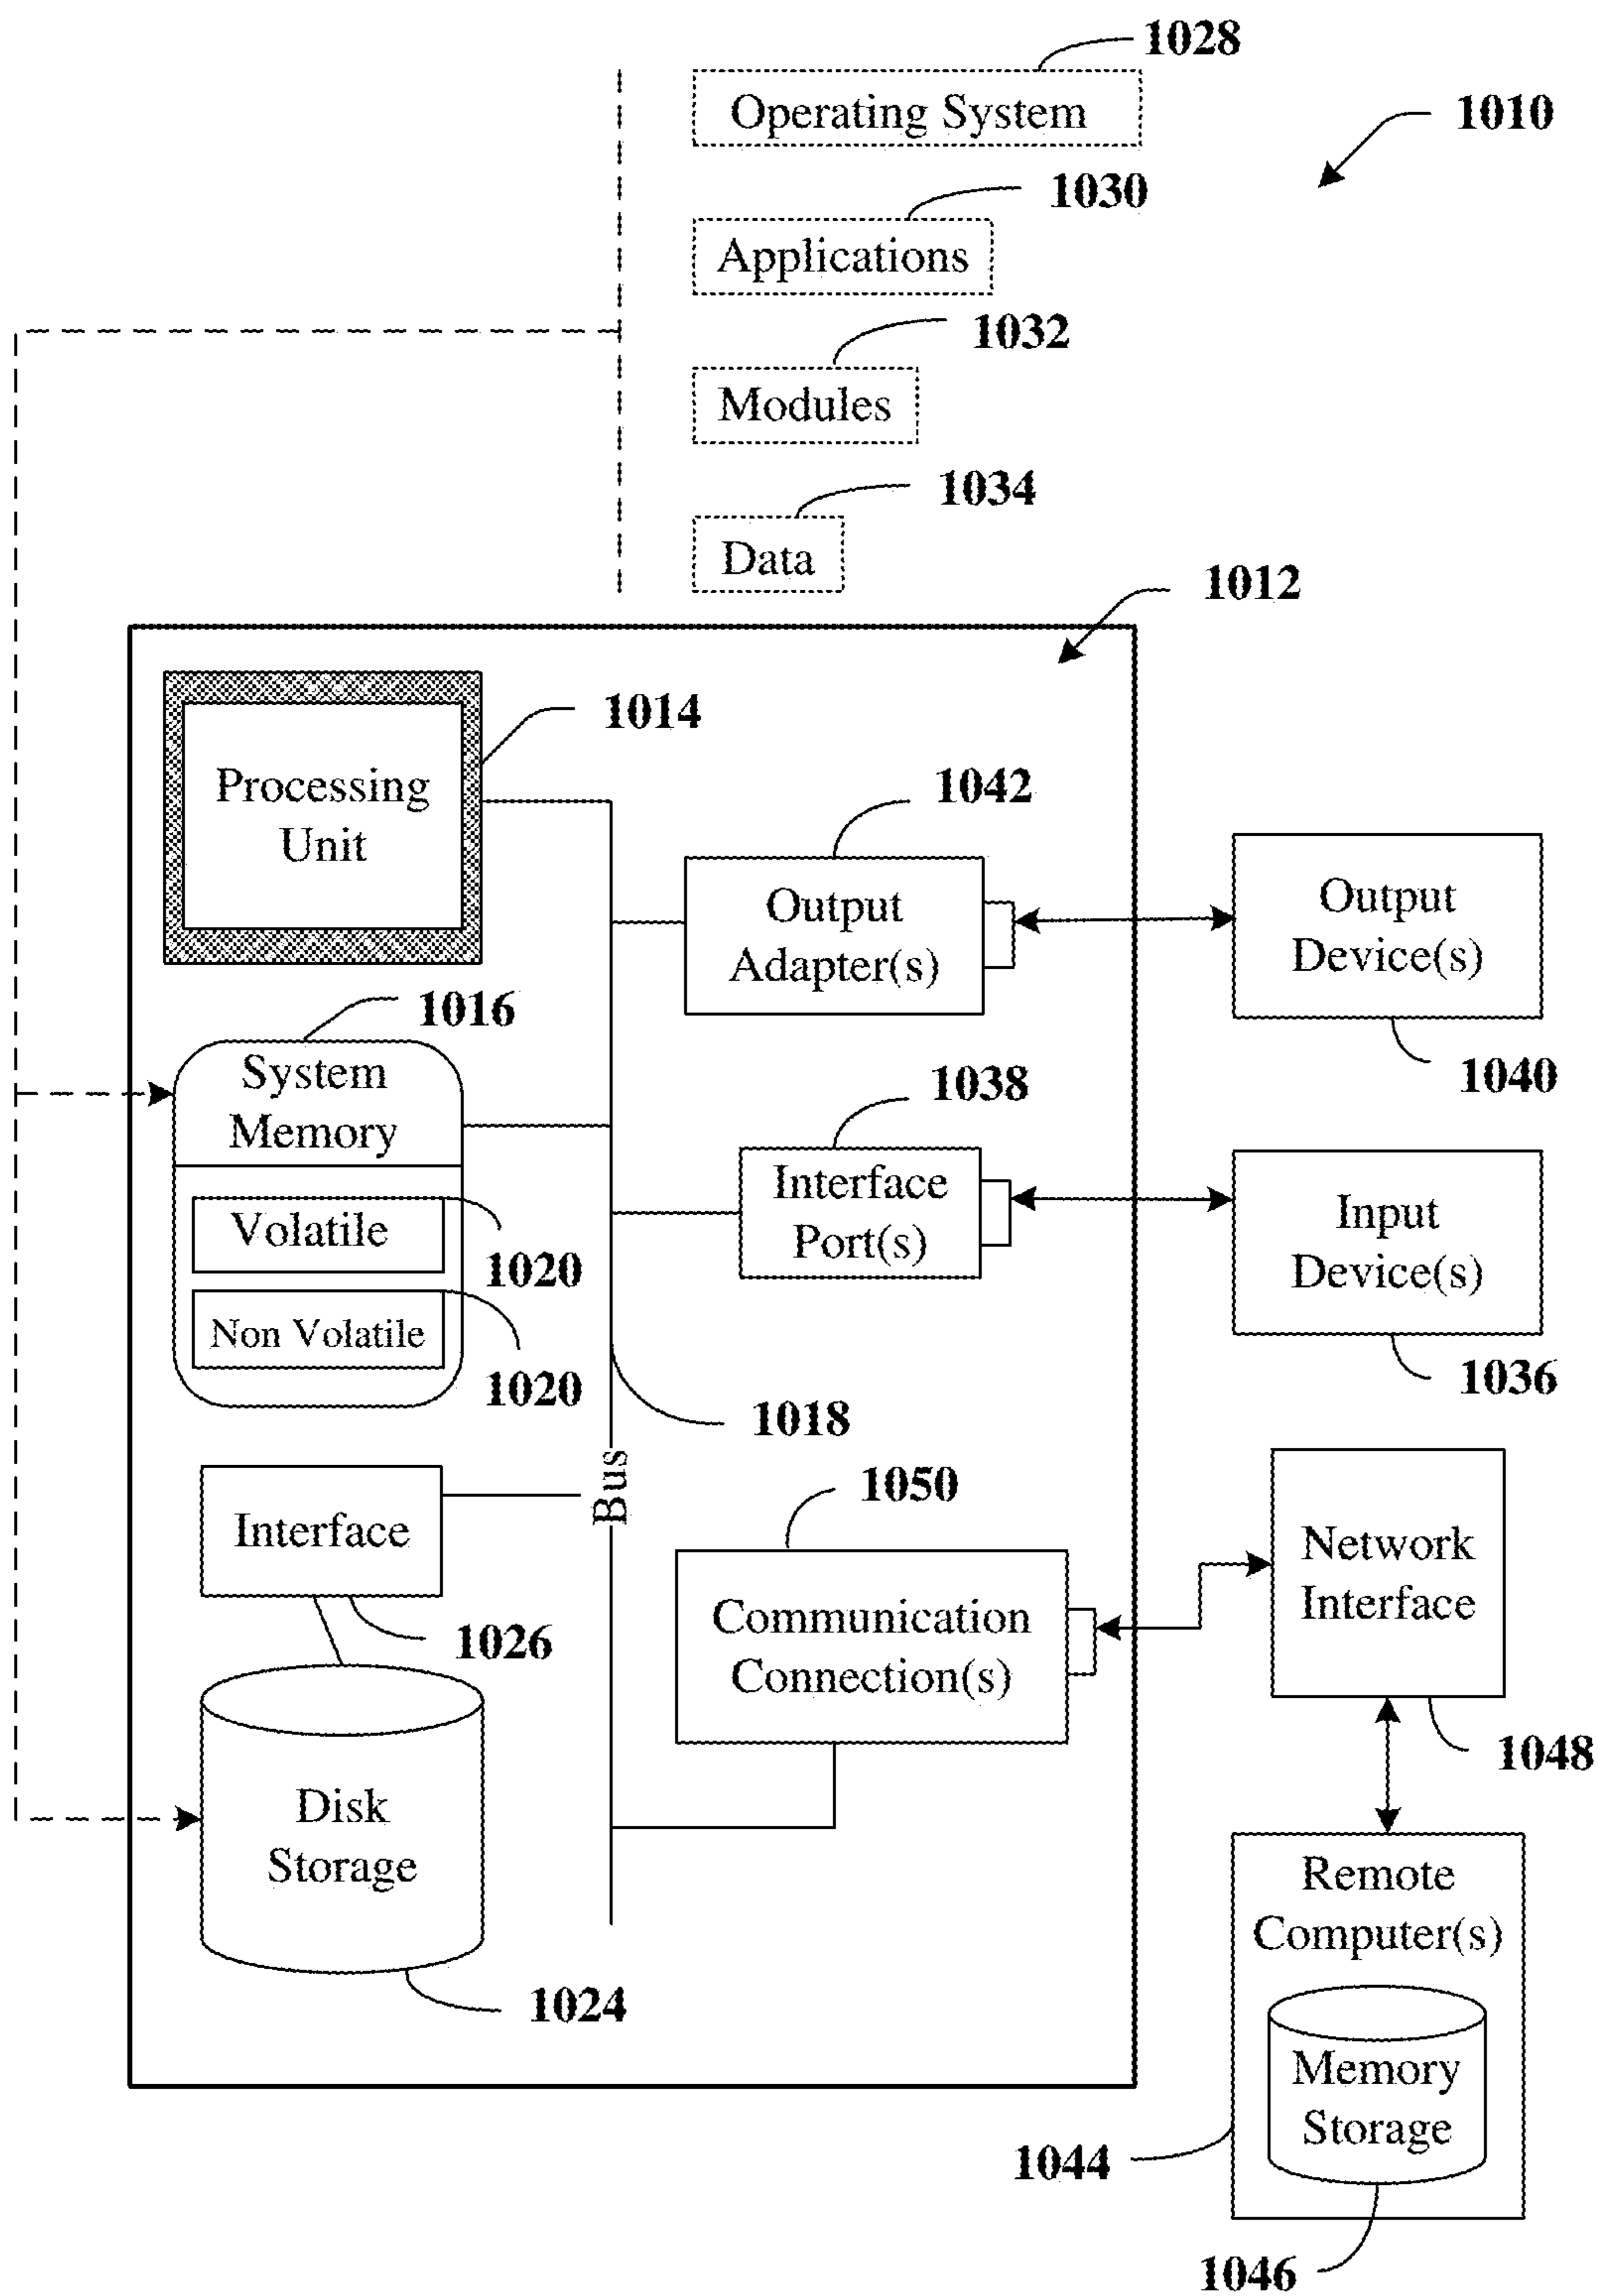 1028
Operating System
1010
1030
Applications
1032
Modules
1034
Data
1012
1014
Processing
Unit
1042
Output
Adapter(s)
Output
Device(s)
1040
1016
System
Memory
1038
Interface
Port(s)
Input
Device(s)
1036
Volatile
1020
Non Volatile
1020
1018
Bus
1050
Interface
1026
Communication
Connection(s)
Network
Interface
1048
Disk
Storage
1024
Remote
Computer(s)
Memory
Storage
1044
1046